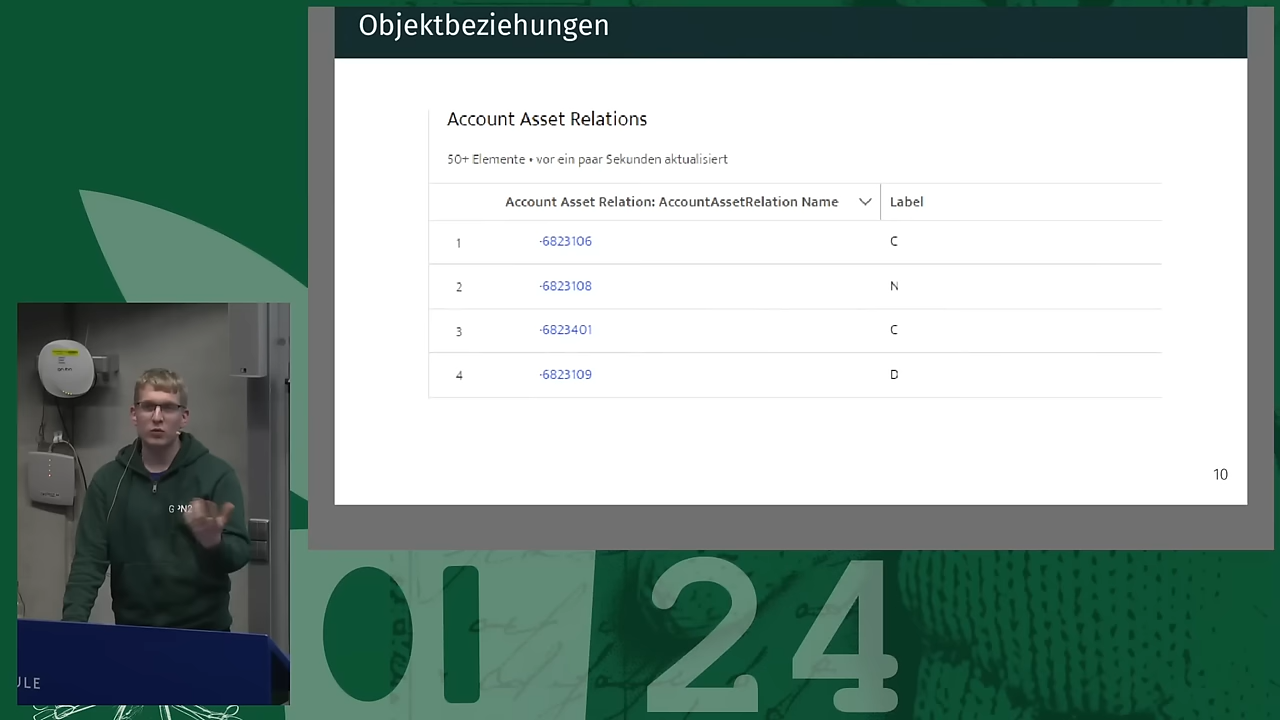 Objektbeziehungen
Account Asset Relations
50+ Elemente • vor ein paar Sekunden aktualisiert
Account Asset Relation: AccountAssetRelation Name Label
1 -6823106 C
2 -6823108 N
3 -6823401 C
4 -6823109 D
10
24